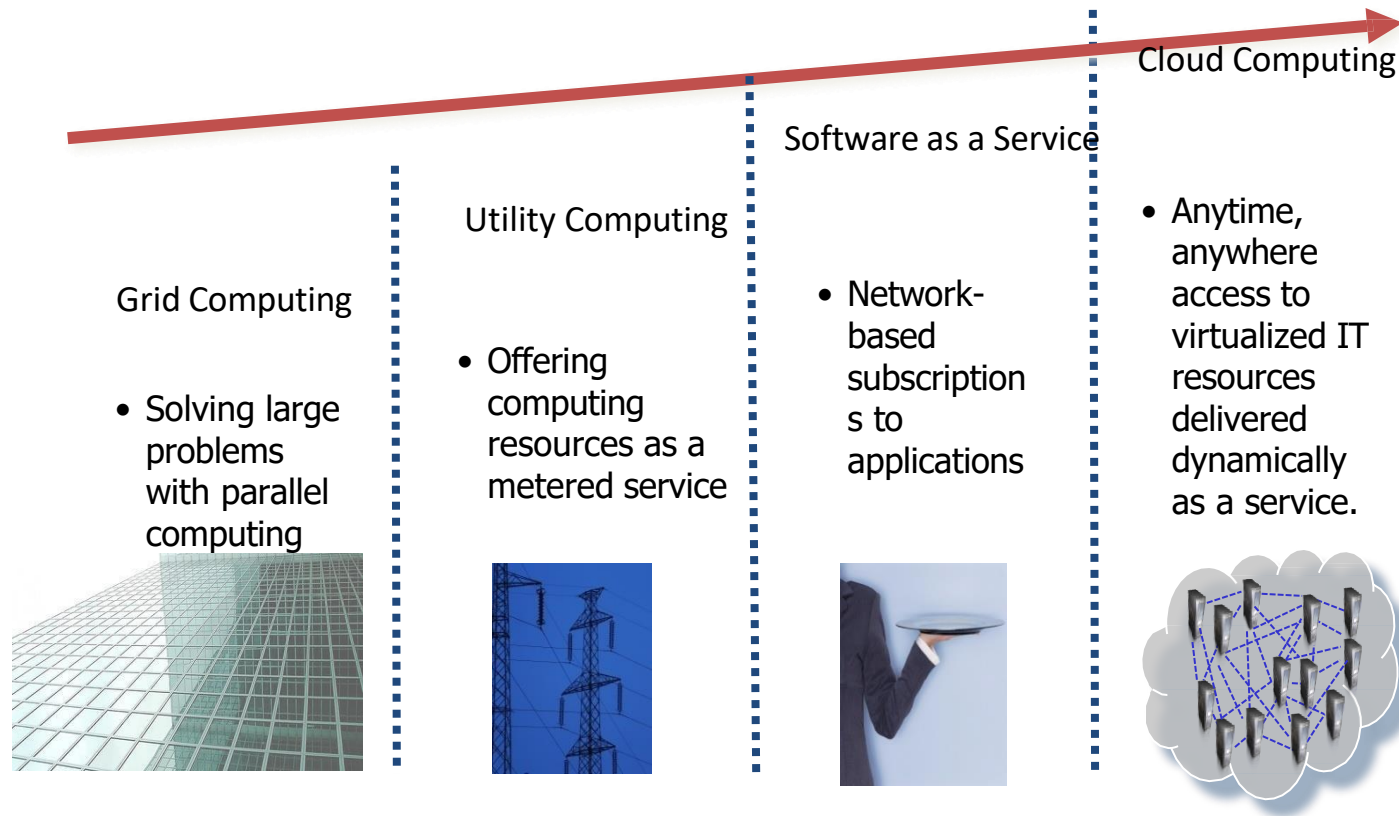 Grid Computing
• Solving large
problems
with parallel
computing
Utility Computing
• Offering
computing
resources as a
metered service
Software as a Service
• Network-
based
subscription
s to
applications
Cloud Computing
• Anytime,
anywhere
access to
virtualized IT
resources
delivered
dynamically
as a service.